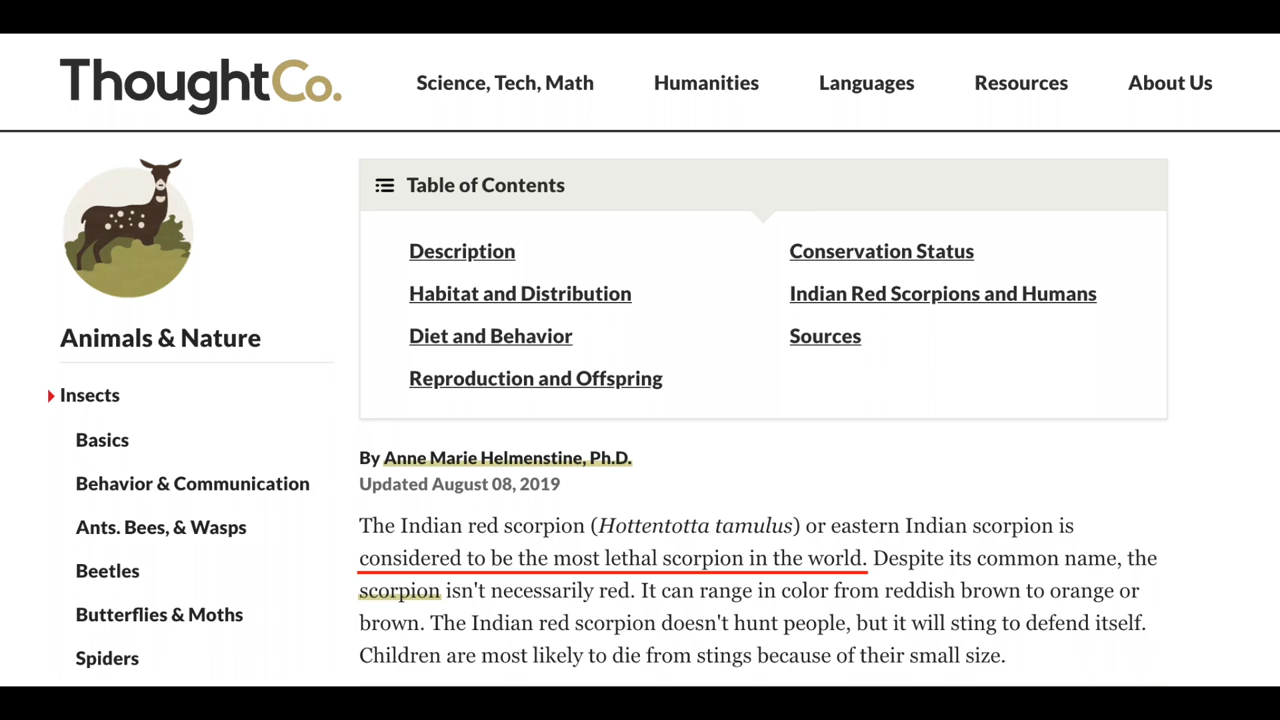 ThoughtCo.
Science, Tech, Math
Humanities
Languages
Resources
About Us
Table of Contents
Description
Habitat and Distribution
Diet and Behavior
Reproduction and Offspring
Conservation Status
Indian Red Scorpions and Humans
Sources
Animals & Nature
Insects
Basics
Behavior & Communication
Ants. Bees, & Wasps
Beetles
Butterflies & Moths
Spiders
By Anne Marie Helmenstine, Ph.D.
Updated August 08, 2019
The Indian red scorpion (Hottentotta tamulus) or eastern Indian scorpion is
considered to be the most lethal scorpion in the world. Despite its common name, the
scorpion isn't necessarily red. It can range in color from reddish brown to orange or
brown. The Indian red scorpion doesn't hunt people, but it will sting to defend itself.
Children are most likely to die from stings because of their small size.